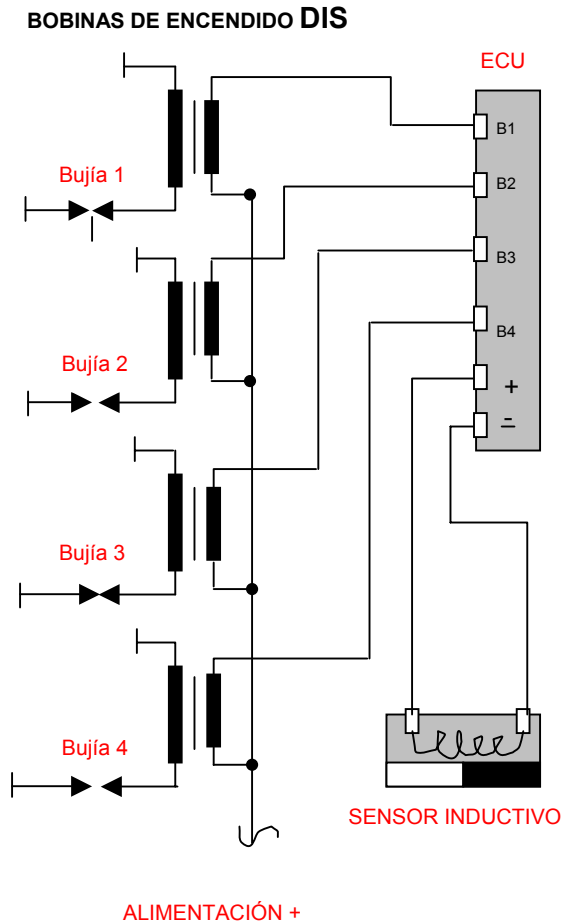 BOBINAS DE ENCENDIDO DIS
ECU
B1
Bujía 1
B2
B3
B4
Bujía 2
+
-
Bujía 3
Bujía 4
SENSOR INDUCTIVO
ALIMENTACIÓN +